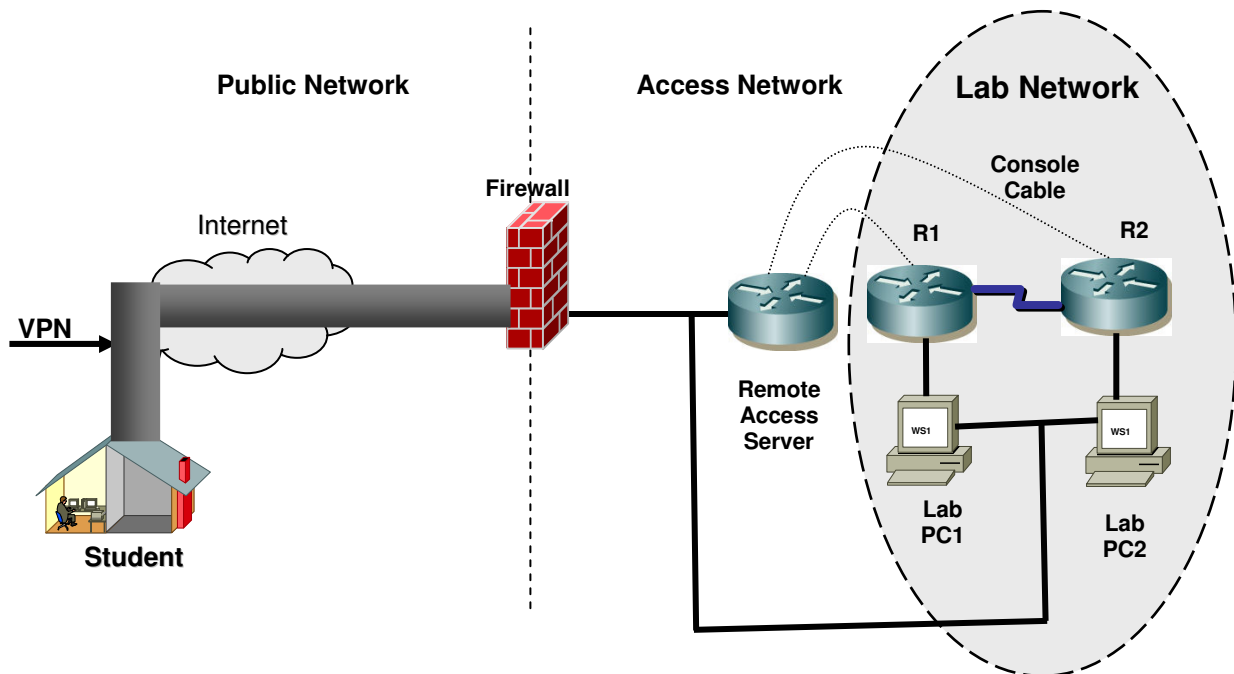 Public Network
Access Network
Lab Network
Console
Cable
Firewall
Internet
R1
R2
VPN
Remote
Access
Server
WS1
WS1
Lab
PC1
Lab
PC2
Student